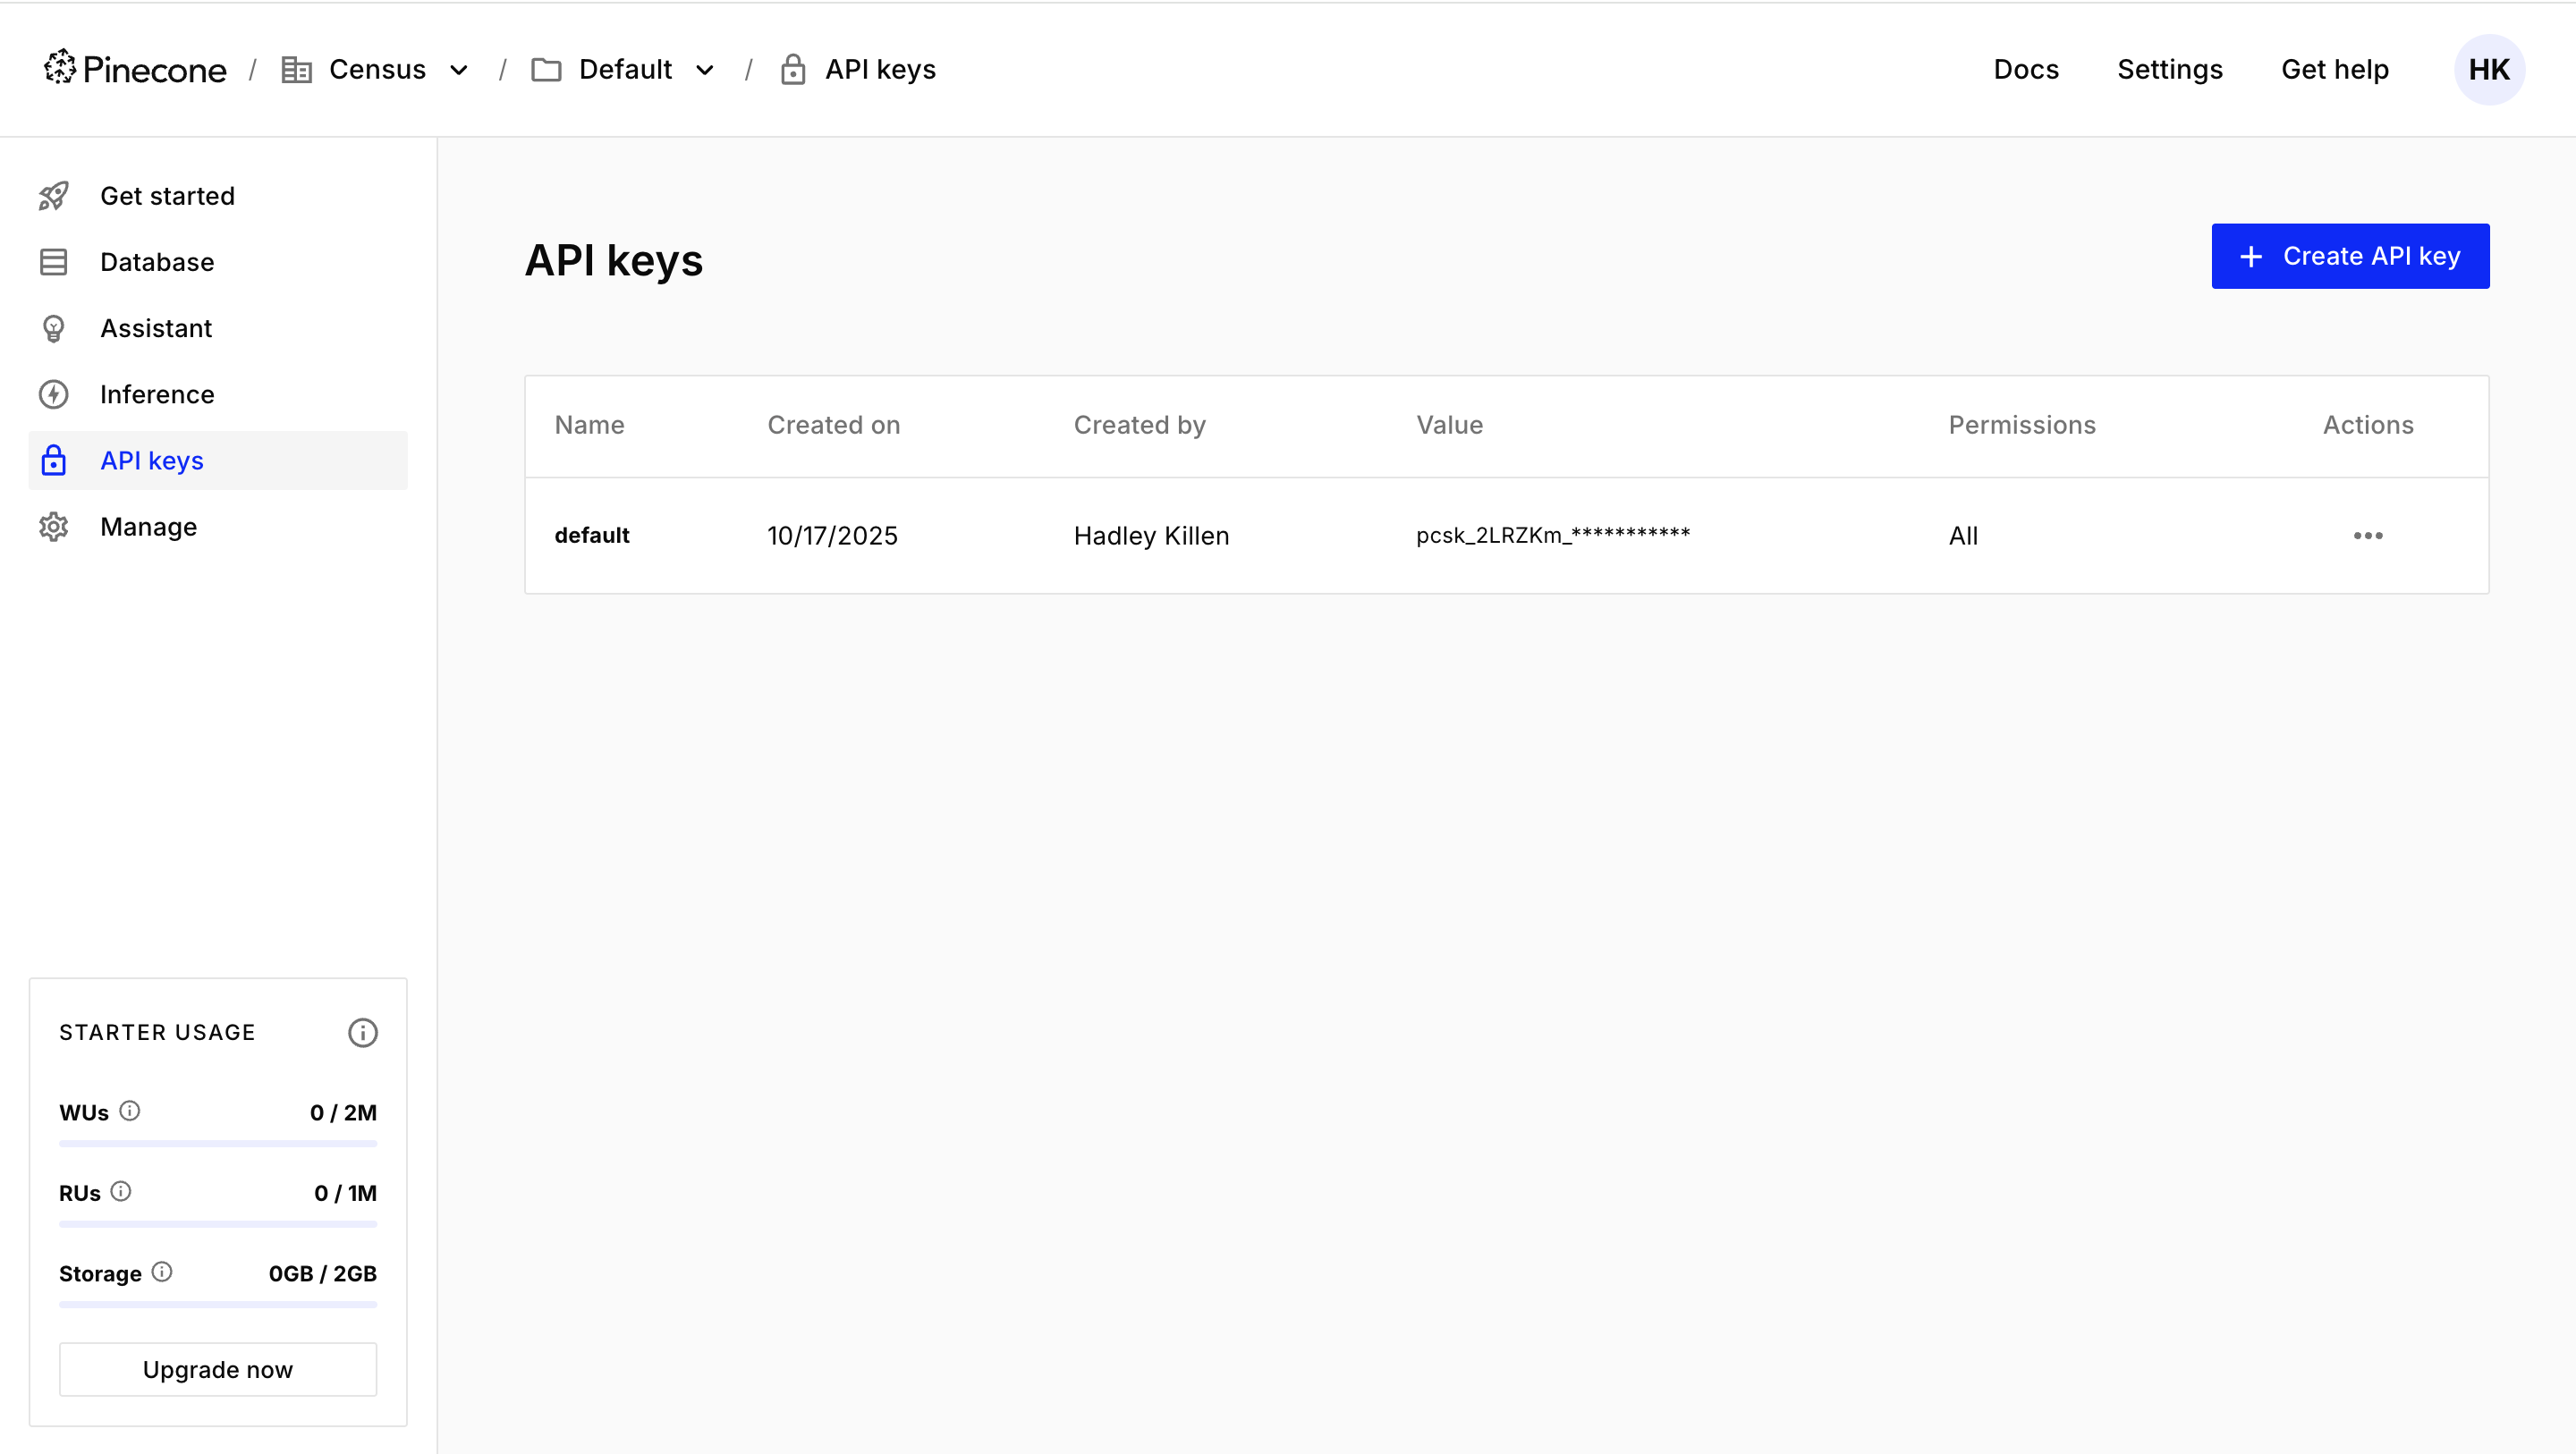 Pinecone / Census / Default / API keys Docs Settings Get help HK
Get started
Database
Assistant
Inference
API keys
Manage
STARTER USAGE
WUs 0 / 2M
RUs 0 / 1M
Storage 0GB / 2GB
Upgrade now
API keys
+ Create API key
Name Created on Created by Value Permissions Actions
default 10/17/2025 Hadley Killen pcsk_2LRZKm_*********** All